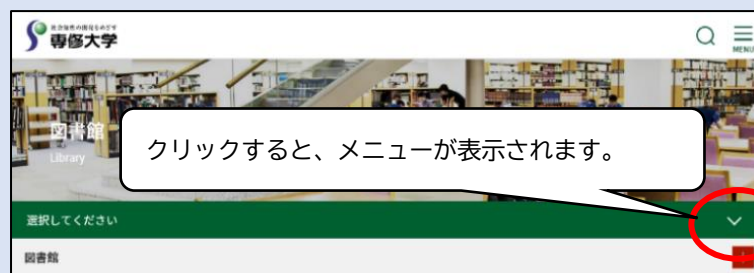 専修大学
MENU
図書館
Library
クリックすると、メニューが表示されます。
選択してください
図書館